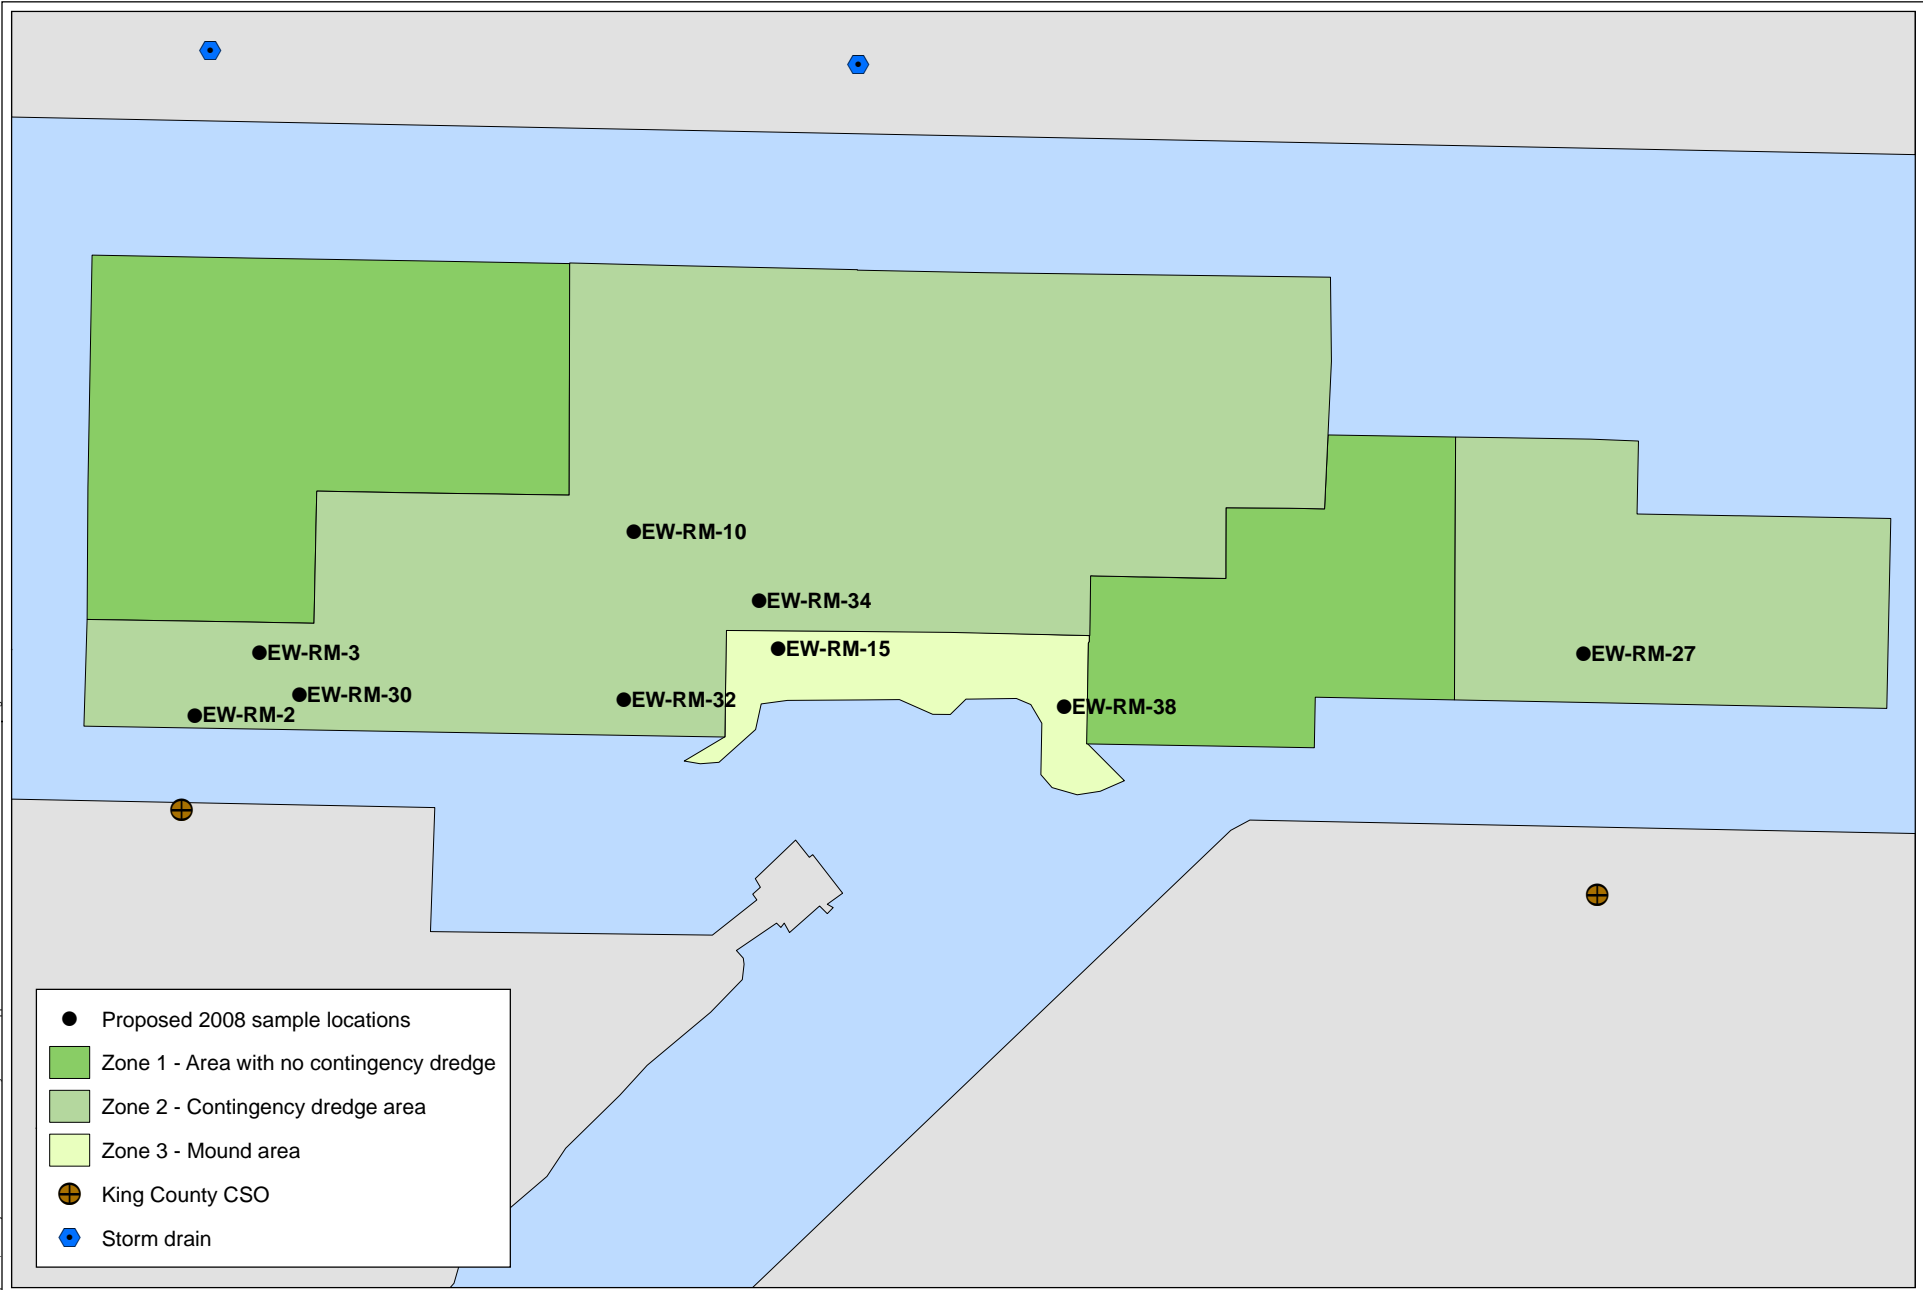 EW-RM-10
EW-RM-34
EW-RM-15
EW-RM-3
EW-RM-27
EW-RM-30
EW-RM-32
EW-RM-38
EW-RM-2
Proposed 2008 sample locations
Zone 1 - Area with no contingency dredge
Zone 2 - Contingency dredge area
Zone 3 - Mound area
King County CSO
Storm drain